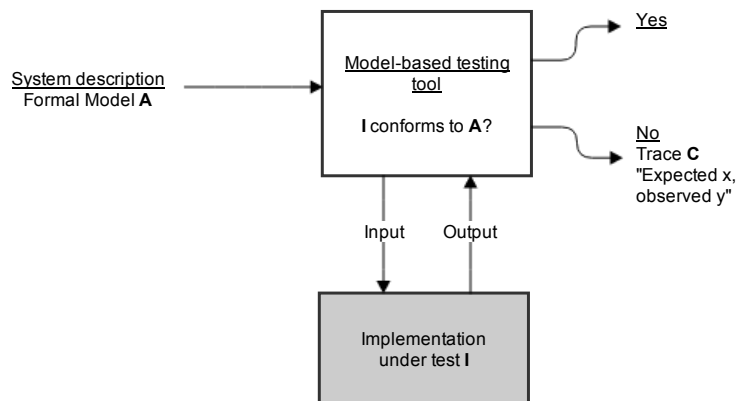 System description
Formal Model A
Model-based testing
tool
I conforms to A?
Yes
No
Trace C
"Expected x,
observed y"
Input
Output
Implementation
under test I